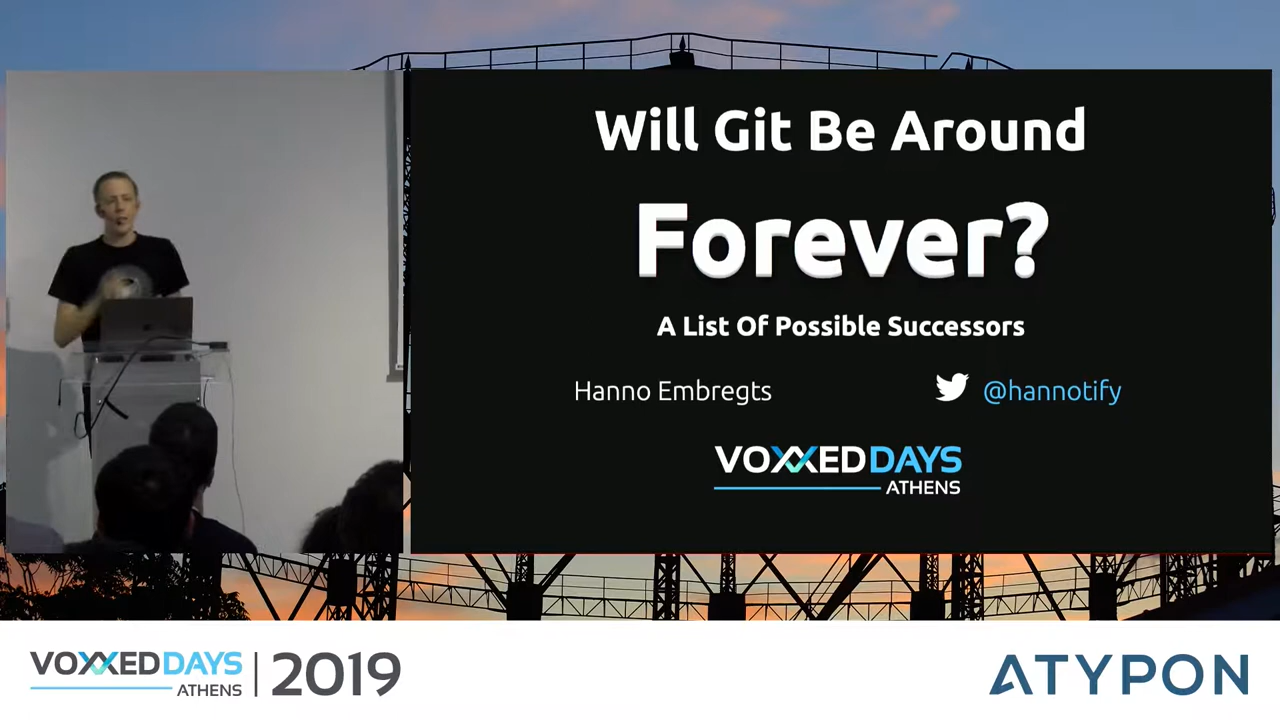 Will Git Be Around
Forever?
A List Of Possible Successors
Hanno Embregts
@hannotify
VOXXED DAYS
ATHENS
VOXXED DAYS
ATHENS
2019
ATYPON